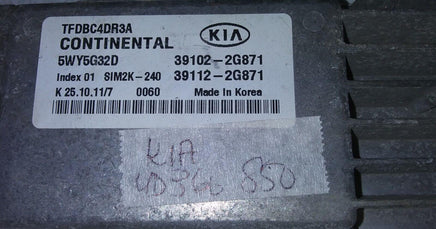 TFDBC4DR3A
CONTINENTAL KIA
5WY5G32D 39102-2G871
Index 01 SIM2K-240 39112-2G871
K 25.10.11/7 0060 Made in Korea
KIA
850